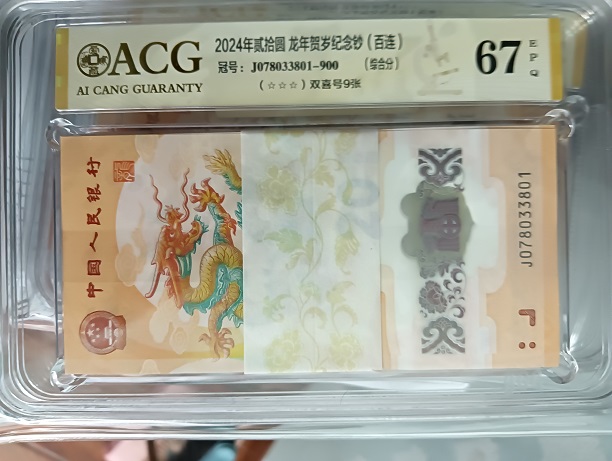 ACG
AI CANG GUARANTY
2024年贰拾圆 龙年贺岁纪念钞（百连）
冠号：J078033801-900 （综合分）
（☆☆☆）双喜号9张
67
EPQ
中国人民银行
J078033801